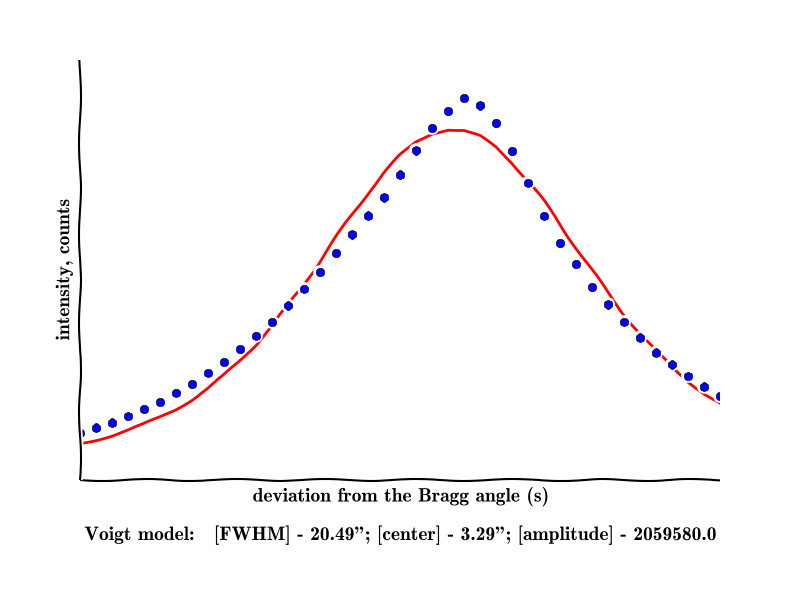 intensity, counts
deviation from the Bragg angle (s)
Voigt model: [FWHM] - 20.49”; [center] - 3.29”; [amplitude] - 2059580.0